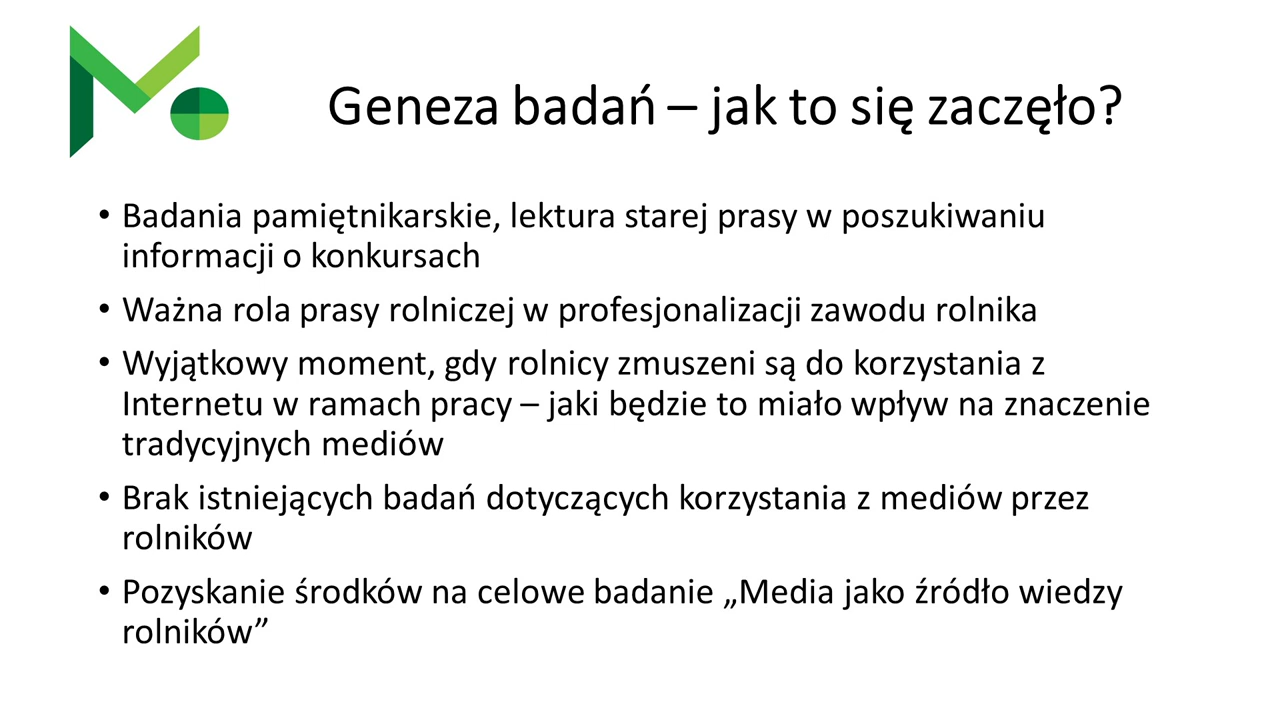 Geneza badań – jak to się zaczęło?
• Badania pamiętnikarskie, lektura starej prasy w poszukiwaniu
informacji o konkursach
• Ważna rola prasy rolniczej w profesjonalizacji zawodu rolnika
• Wyjątkowy moment, gdy rolnicy zmuszeni są do korzystania z
Internetu w ramach pracy – jaki będzie to miało wpływ na znaczenie
tradycyjnych mediów
• Brak istniejących badań dotyczących korzystania z mediów przez
rolników
• Pozyskanie środków na celowe badanie „Media jako źródło wiedzy
rolników”